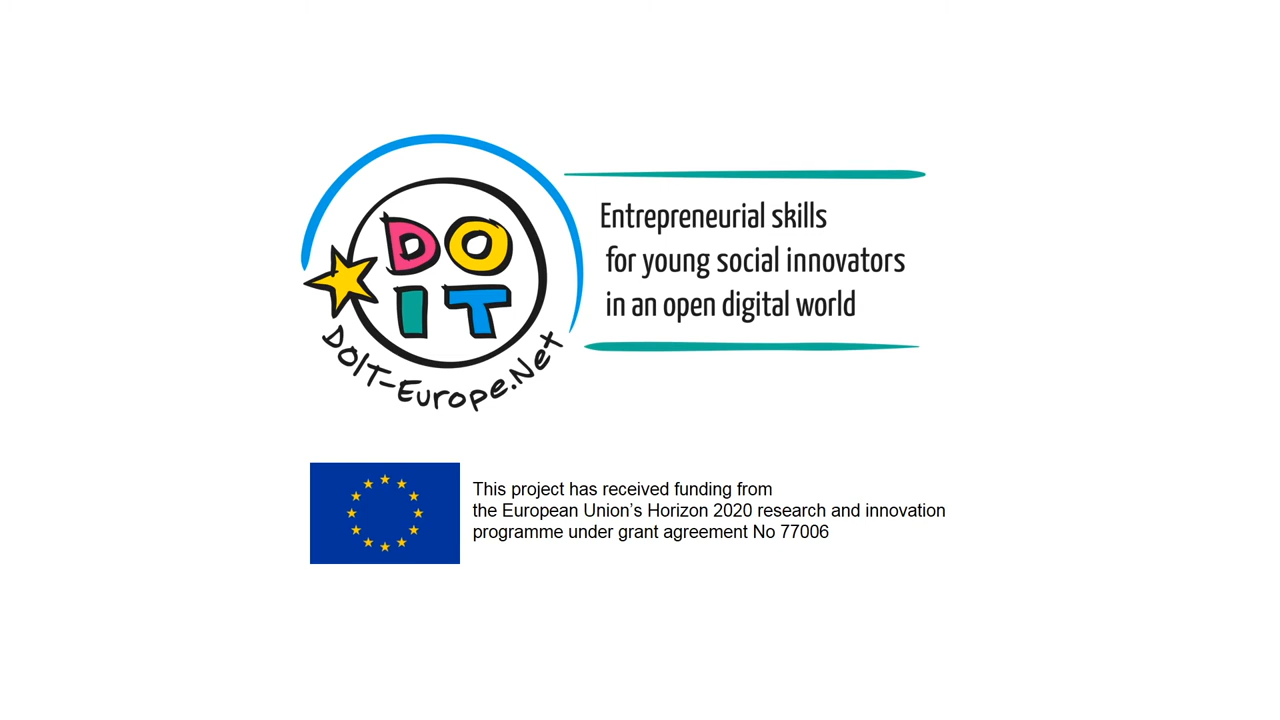 DO
IT
DOIT-Europe.Net
Entrepreneurial skills
for young social innovators
in an open digital world
This project has received funding from
the European Union’s Horizon 2020 research and innovation
programme under grant agreement No 77006